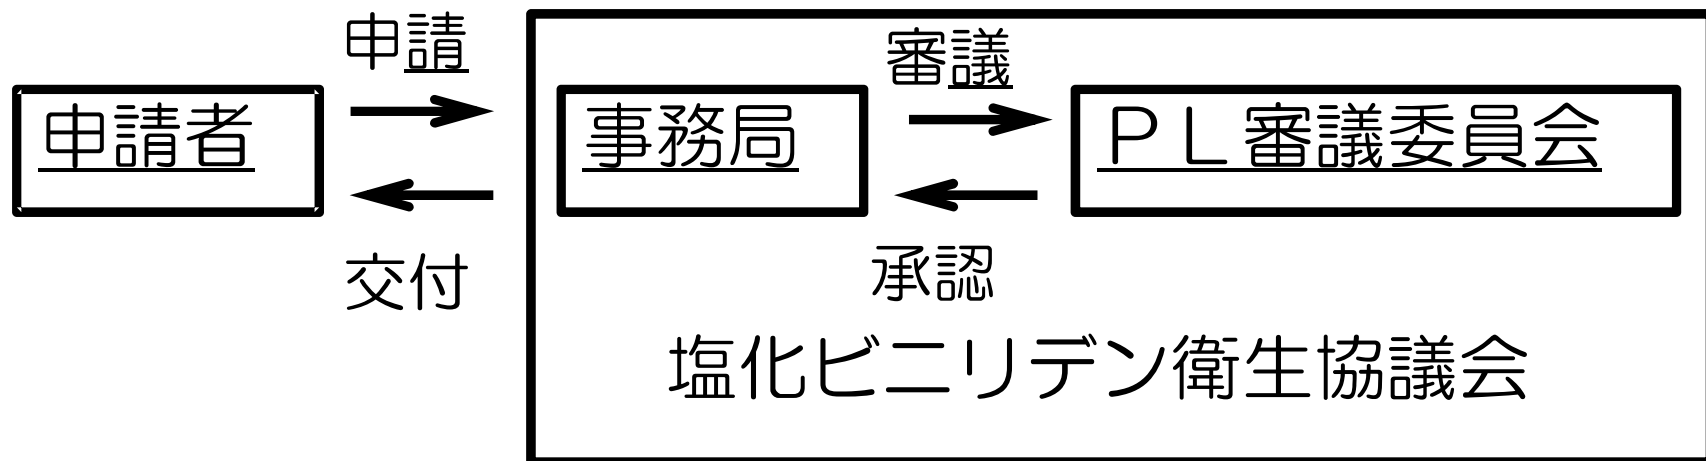 申請
審議
申請者
事務局
ＰＬ審議委員会
交付
承認
塩化ビニリデン衛生協議会